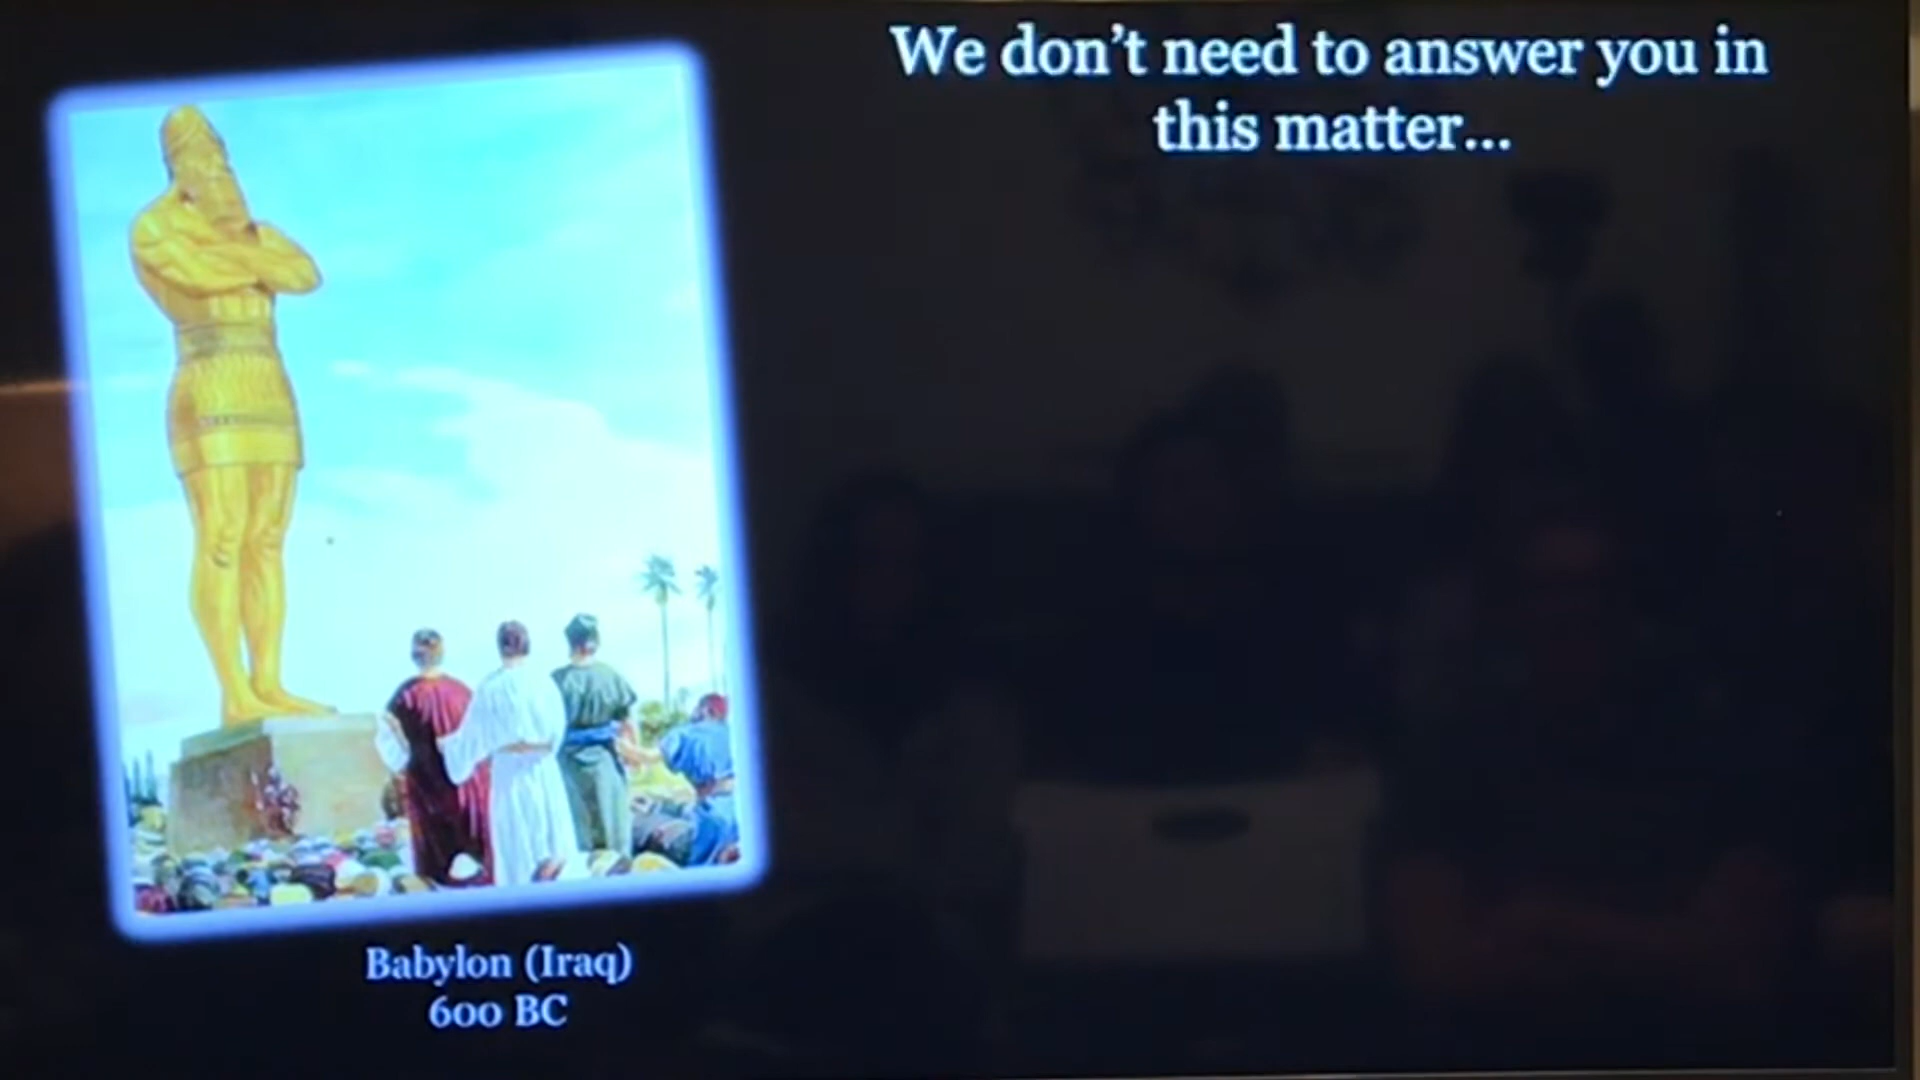 We don't need to answer you in
this matter...
Babylon (Iraq)
600 BC